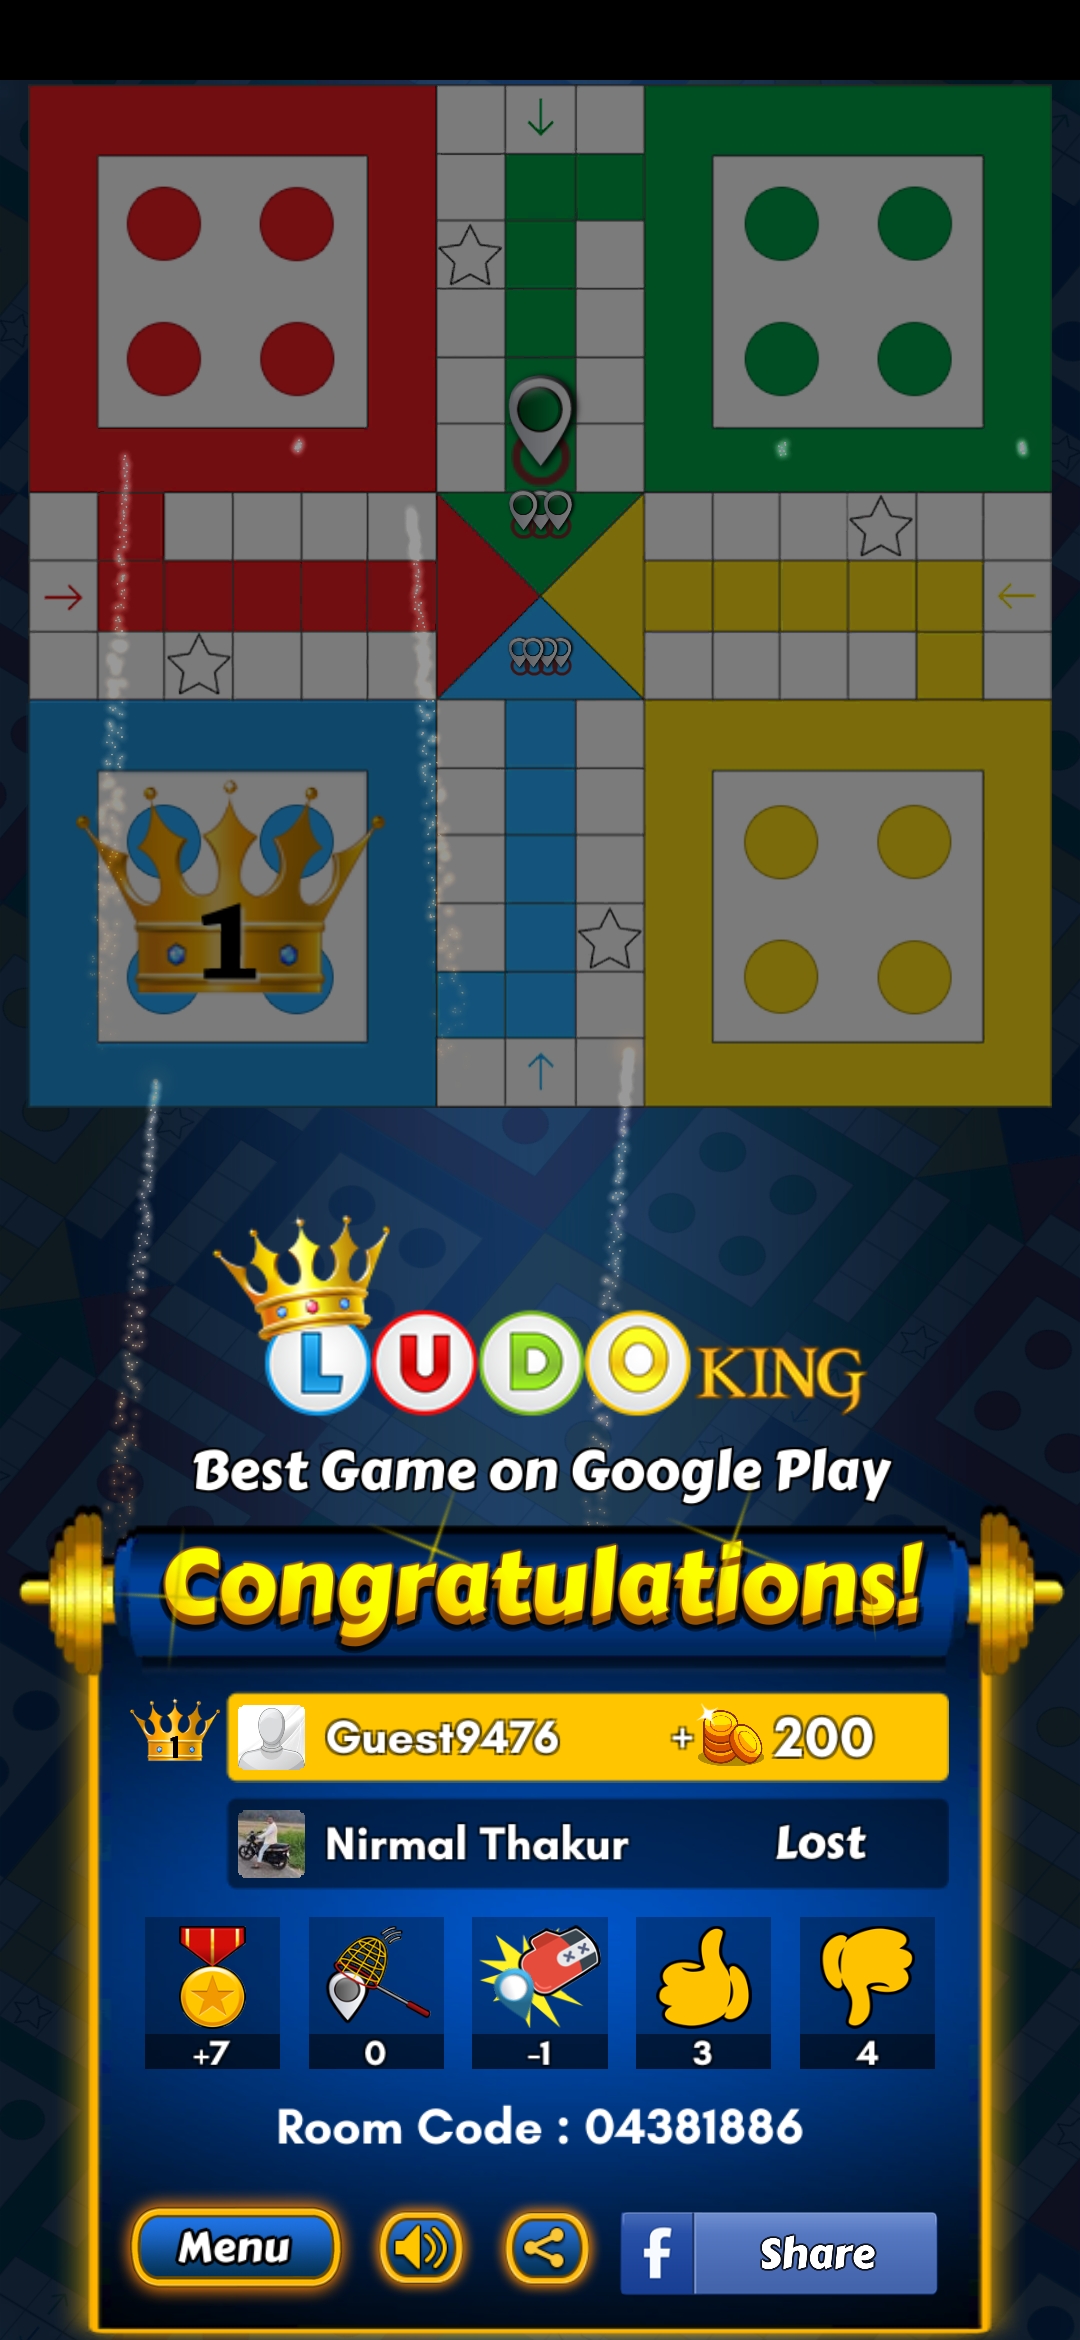 1
LUDO KING
Best Game on Google Play
Congratulations!
1 Guest9476 + 200
Nirmal Thakur Lost
+7 0 -1 3 4
Room Code : 04381886
Menu f Share